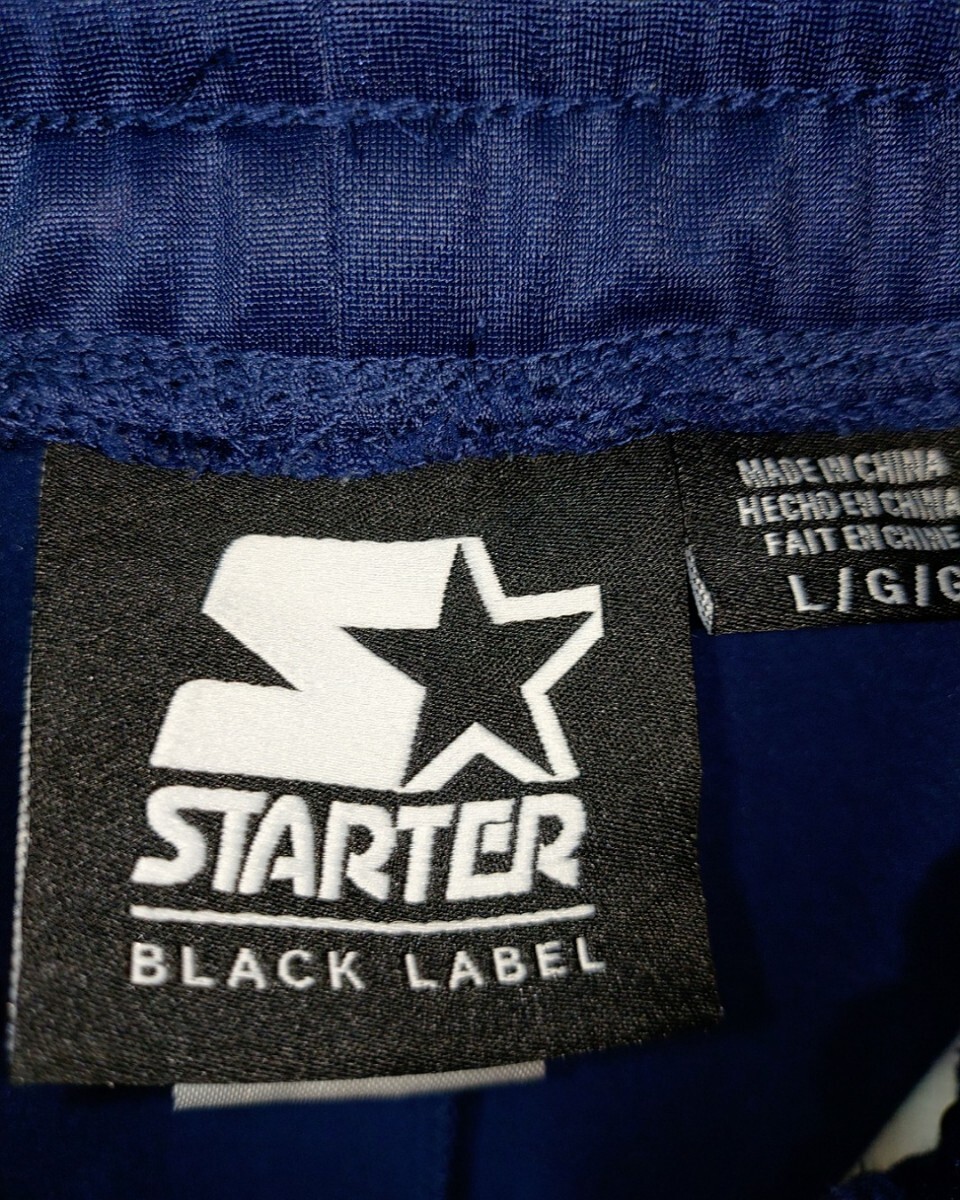 MADE IN CHINA
HECHO EN CHINA
FAIT EN CHINE
L/G/G
STARTER
BLACK LABEL